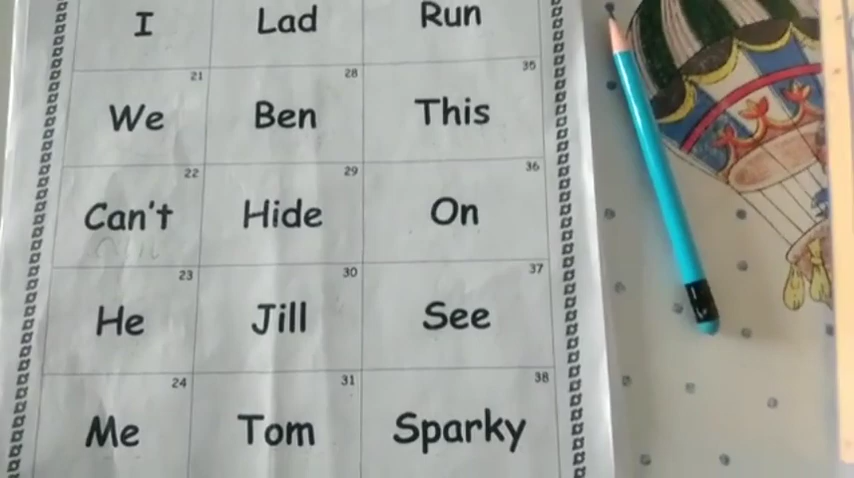 I Lad Run
21 28 35
We Ben This
22 29 36
Can't Hide On
23 30 37
He Jill See
24 31 38
Me Tom Sparky